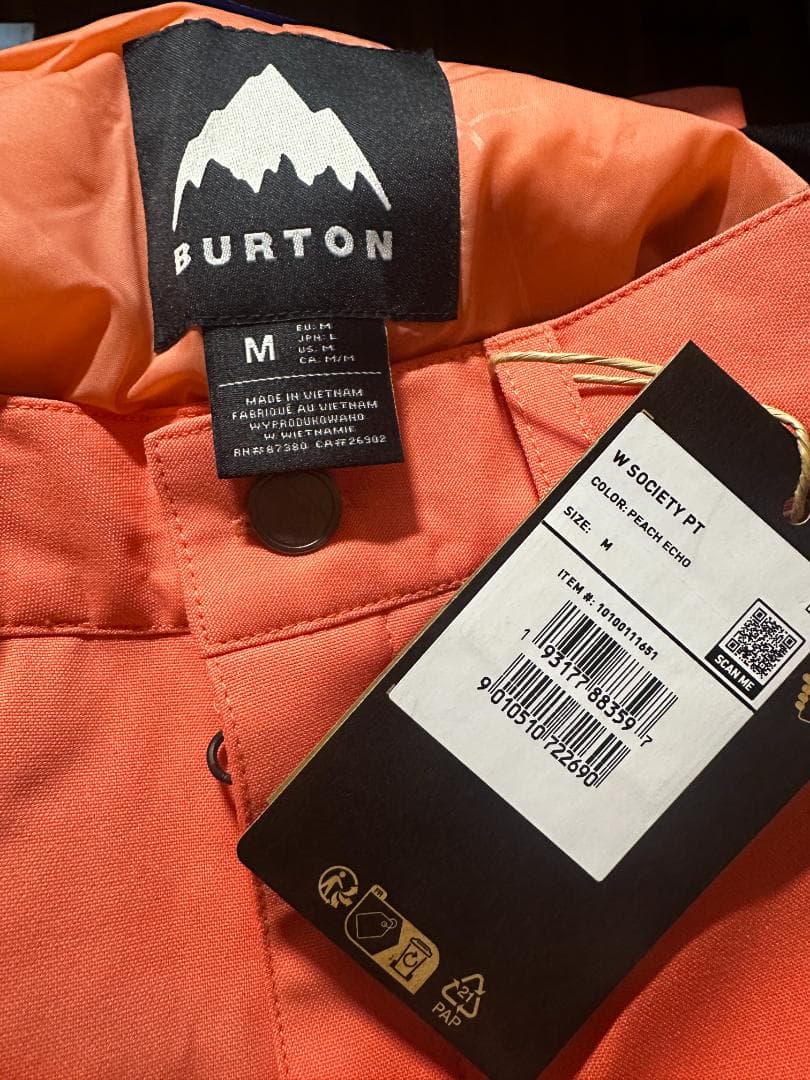 BURTON
M
EU: M
JPN: L
US: M
CA: M/M
MADE IN VIETNAM
FABRIQUÉ AU VIETNAM
WYPRODUKOWANO
W WIETNAMIE
RN#87380 CA#26902
W SOCIETY PT
COLOR: PEACH ECHO
SIZE: M
ITEM #: 10100111651
1 93177 88359 7
9 010510 722690
SCAN ME
21
PAP